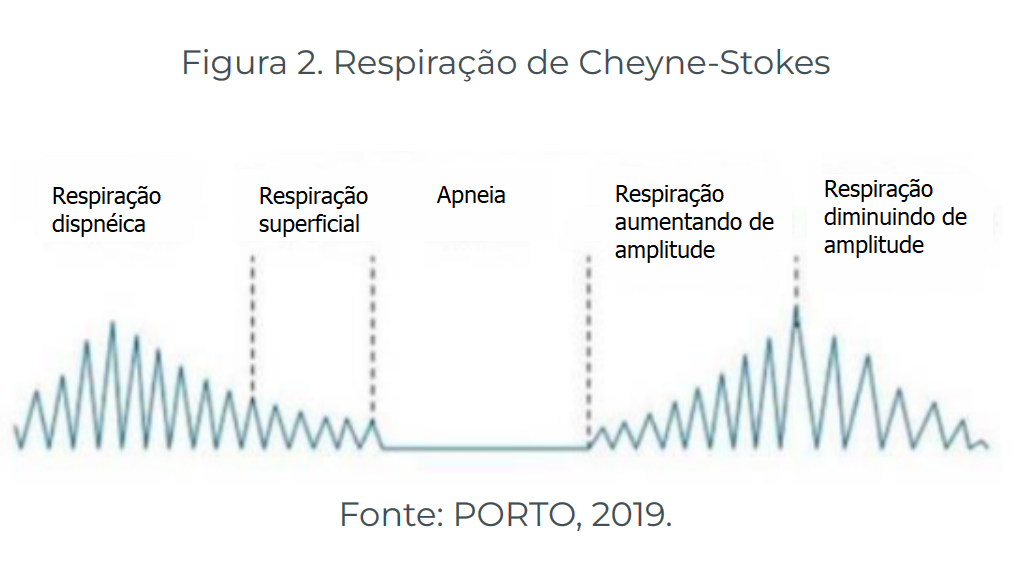 Figura 2. Respiração de Cheyne-Stokes
Respiração
dispnéica
Respiração
superficial
Apneia
Respiração
aumentando de
amplitude
Respiração
diminuindo de
amplitude
Fonte: PORTO, 2019.